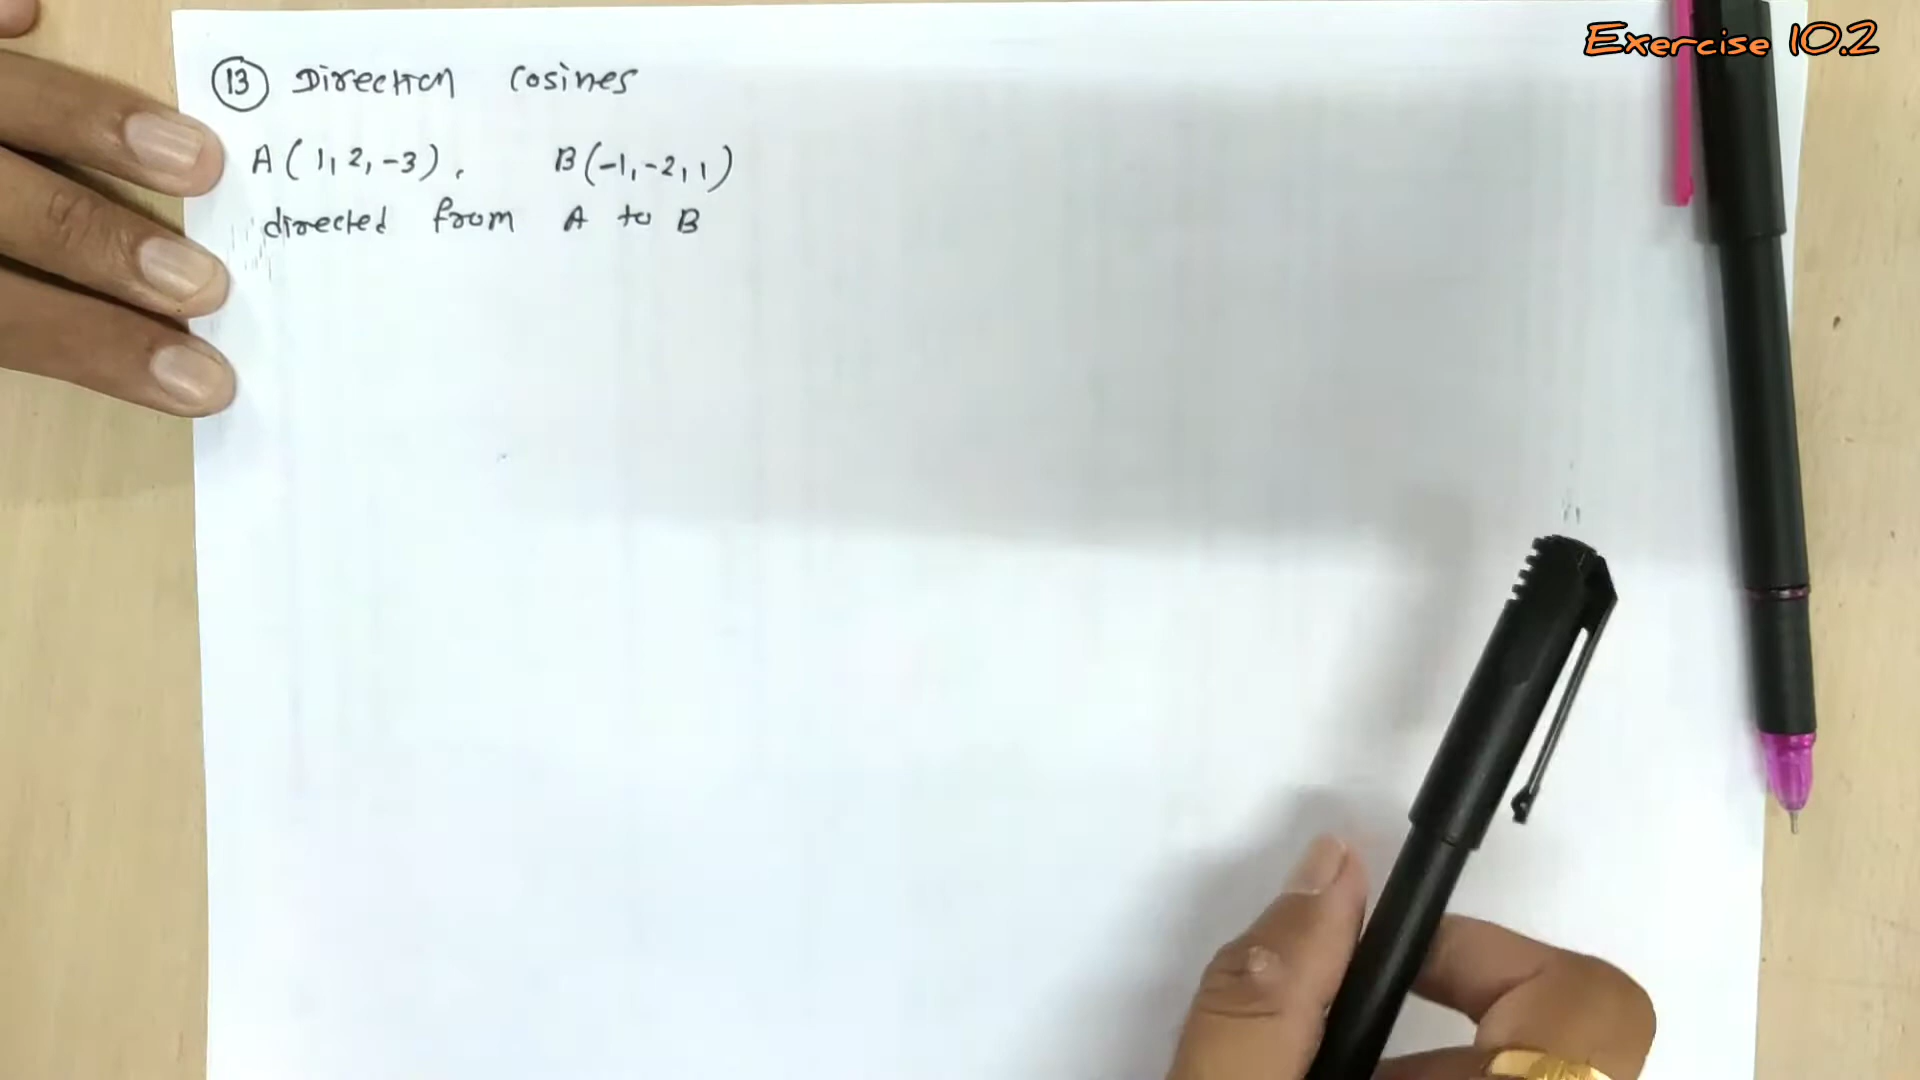 Exercise 10.2
13 Direction Cosines
A(1,2,-3), B(-1,-2,1)
directed from A to B